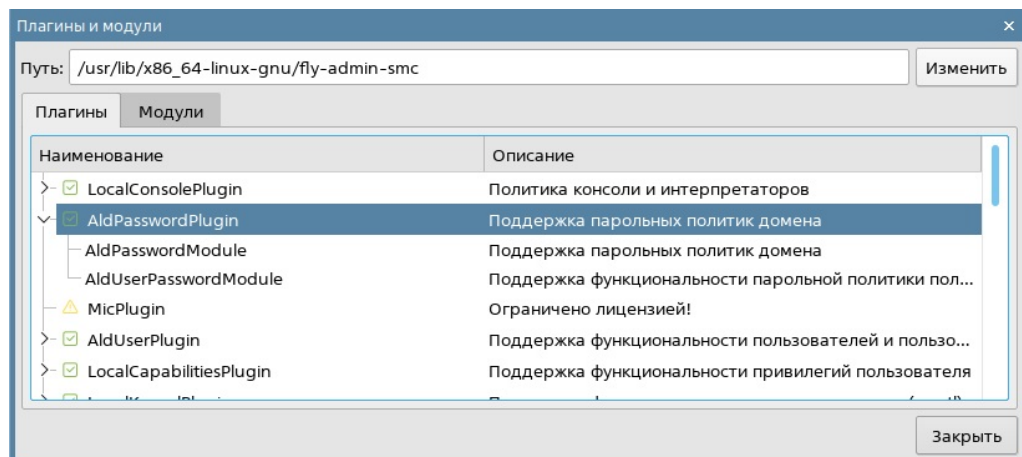 Плагины и модули
Путь: /usr/lib/x86_64-linux-gnu/fly-admin-smc Изменить
Плагины Модули
Наименование Описание
LocalConsolePlugin Политика консоли и интерпретаторов
AldPasswordPlugin Поддержка парольных политик домена
AldPasswordModule Поддержка парольных политик домена
AldUserPasswordModule Поддержка функциональности парольной политики пол...
MicPlugin Ограничено лицензией!
AldUserPlugin Поддержка функциональности пользователей и пользо...
LocalCapabilitiesPlugin Поддержка функциональности привилегий пользователя
Закрыть